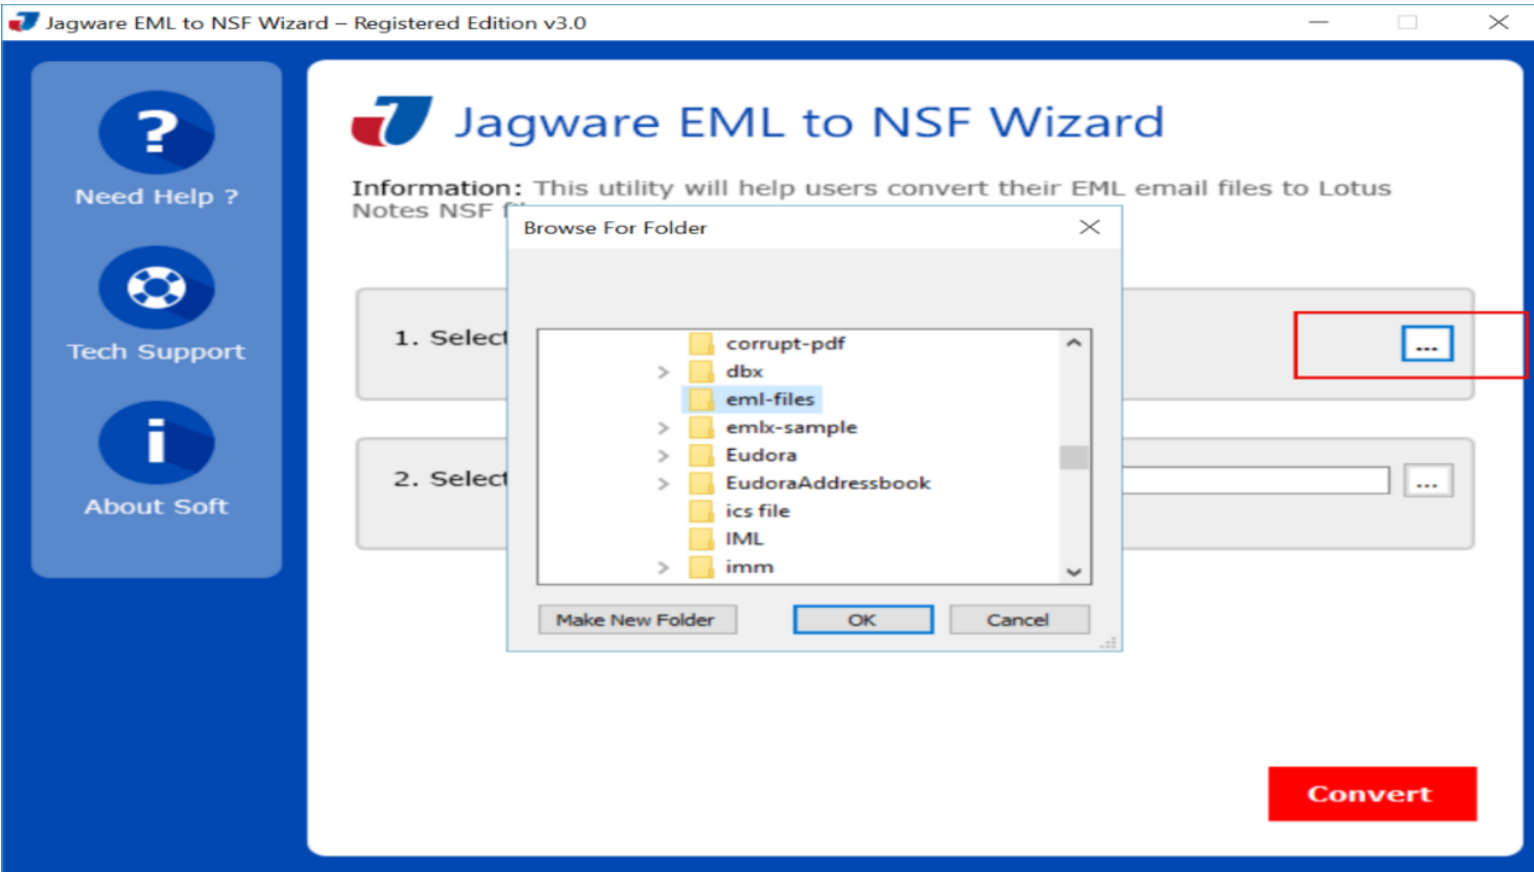 Jagware EML to NSF Wizard – Registered Edition v3.0
?
Need Help ?
Tech Support
i
About Soft
Jagware EML to NSF Wizard
Information: This utility will help users convert their EML email files to Lotus
Notes NSF
1. Select
...
2. Select
...
Browse For Folder
corrupt-pdf
dbx
eml-files
emlx-sample
Eudora
EudoraAddressbook
ics file
IML
imm
Make New Folder
OK
Cancel
Convert